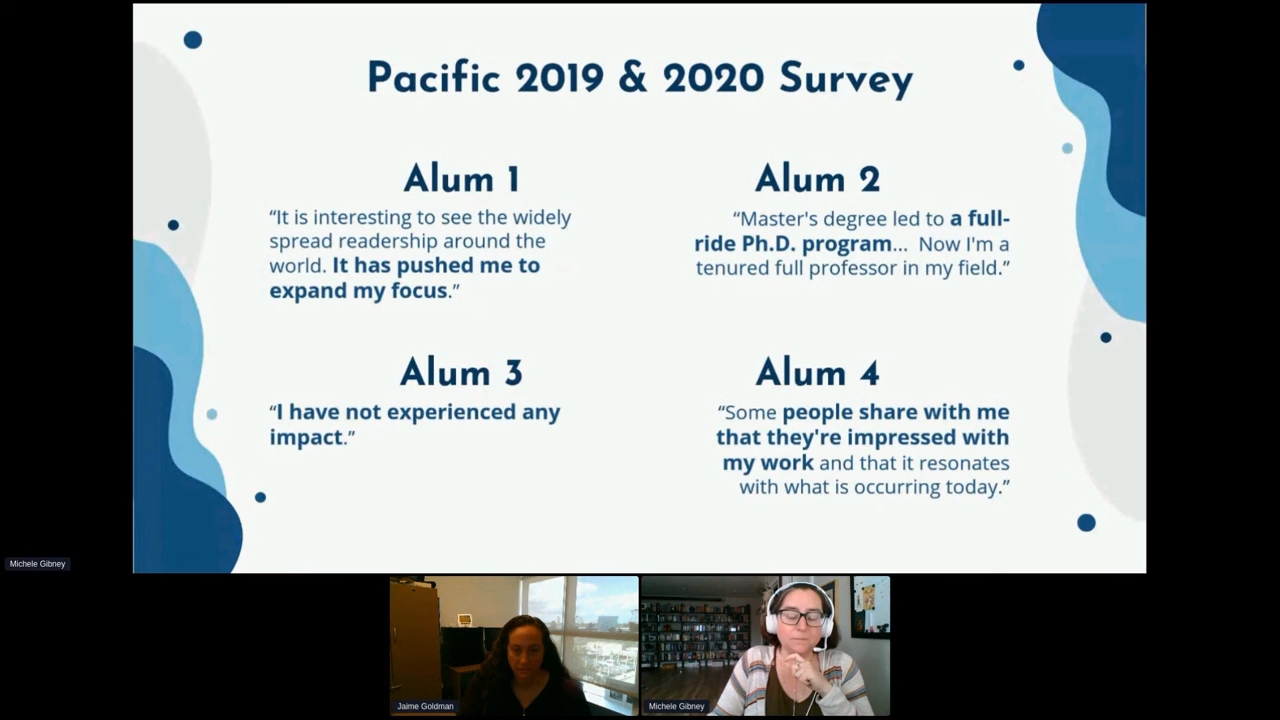 Pacific 2019 & 2020 Survey
Alum 1
“It is interesting to see the widely
spread readership around the
world. It has pushed me to
expand my focus.”
Alum 2
“Master's degree led to a full-
ride Ph.D. program... Now I'm a
tenured full professor in my field.”
Alum 3
“I have not experienced any
impact.”
Alum 4
“Some people share with me
that they're impressed with
my work and that it resonates
with what is occurring today.”
Michele Gibney
Jaime Goldman
Michele Gibney